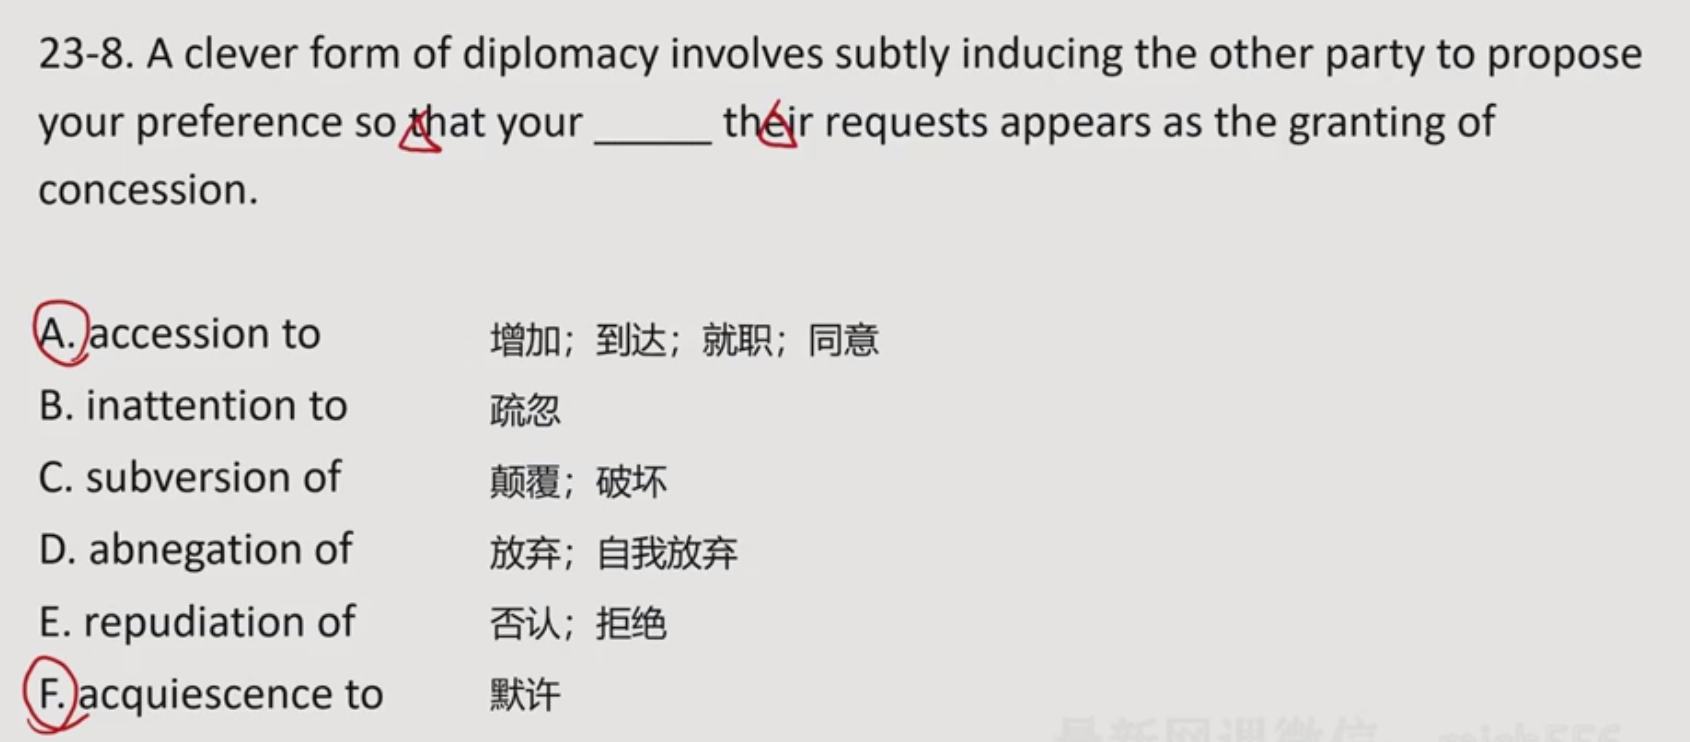 23-8. A clever form of diplomacy involves subtly inducing the other party to propose
your preference so that your _____ their requests appears as the granting of
concession.
A. accession to 增加；到达；就职；同意
B. inattention to 疏忽
C. subversion of 颠覆；破坏
D. abnegation of 放弃；自我放弃
E. repudiation of 否认；拒绝
F. acquiescence to 默许